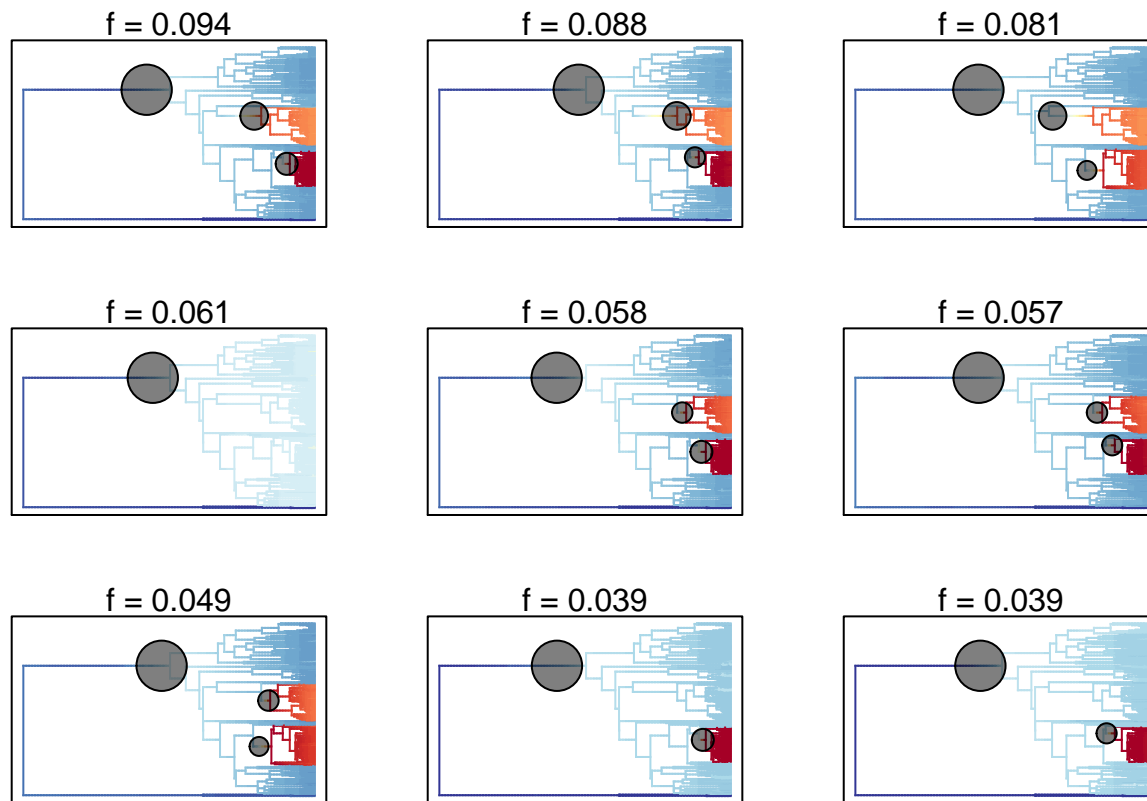 f = 0.094
f = 0.088
f = 0.081
f = 0.061
f = 0.058
f = 0.057
f = 0.049
f = 0.039
f = 0.039